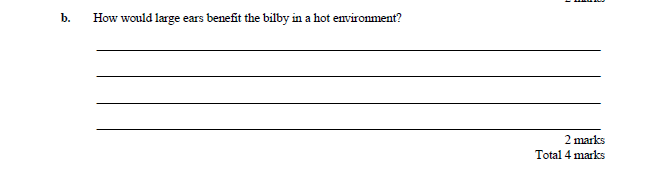 b. How would large ears benefit the bilby in a hot environment?
2 marks
Total 4 marks